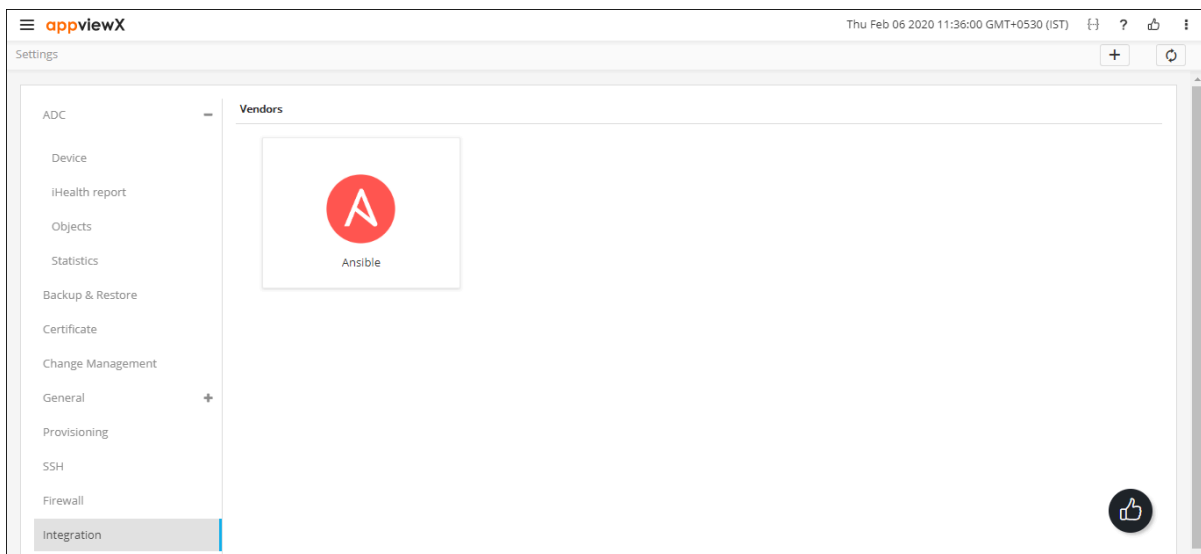 appviewX
Thu Feb 06 2020 11:36:00 GMT+0530 (IST)
?
Settings
ADC
Device
iHealth report
Objects
Statistics
Backup & Restore
Certificate
Change Management
General
Provisioning
SSH
Firewall
Integration
Vendors
Ansible